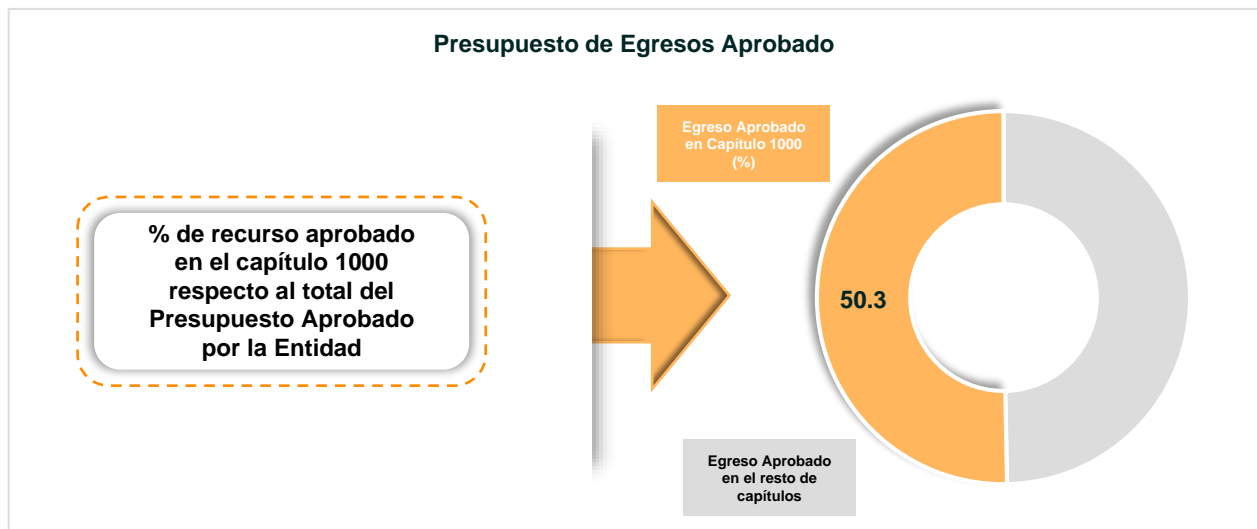 Presupuesto de Egresos Aprobado
% de recurso aprobado
en el capítulo 1000
respecto al total del
Presupuesto Aprobado
por la Entidad
Egreso Aprobado
en Capítulo 1000
(%)
50.3
Egreso Aprobado
en el resto de
capítulos